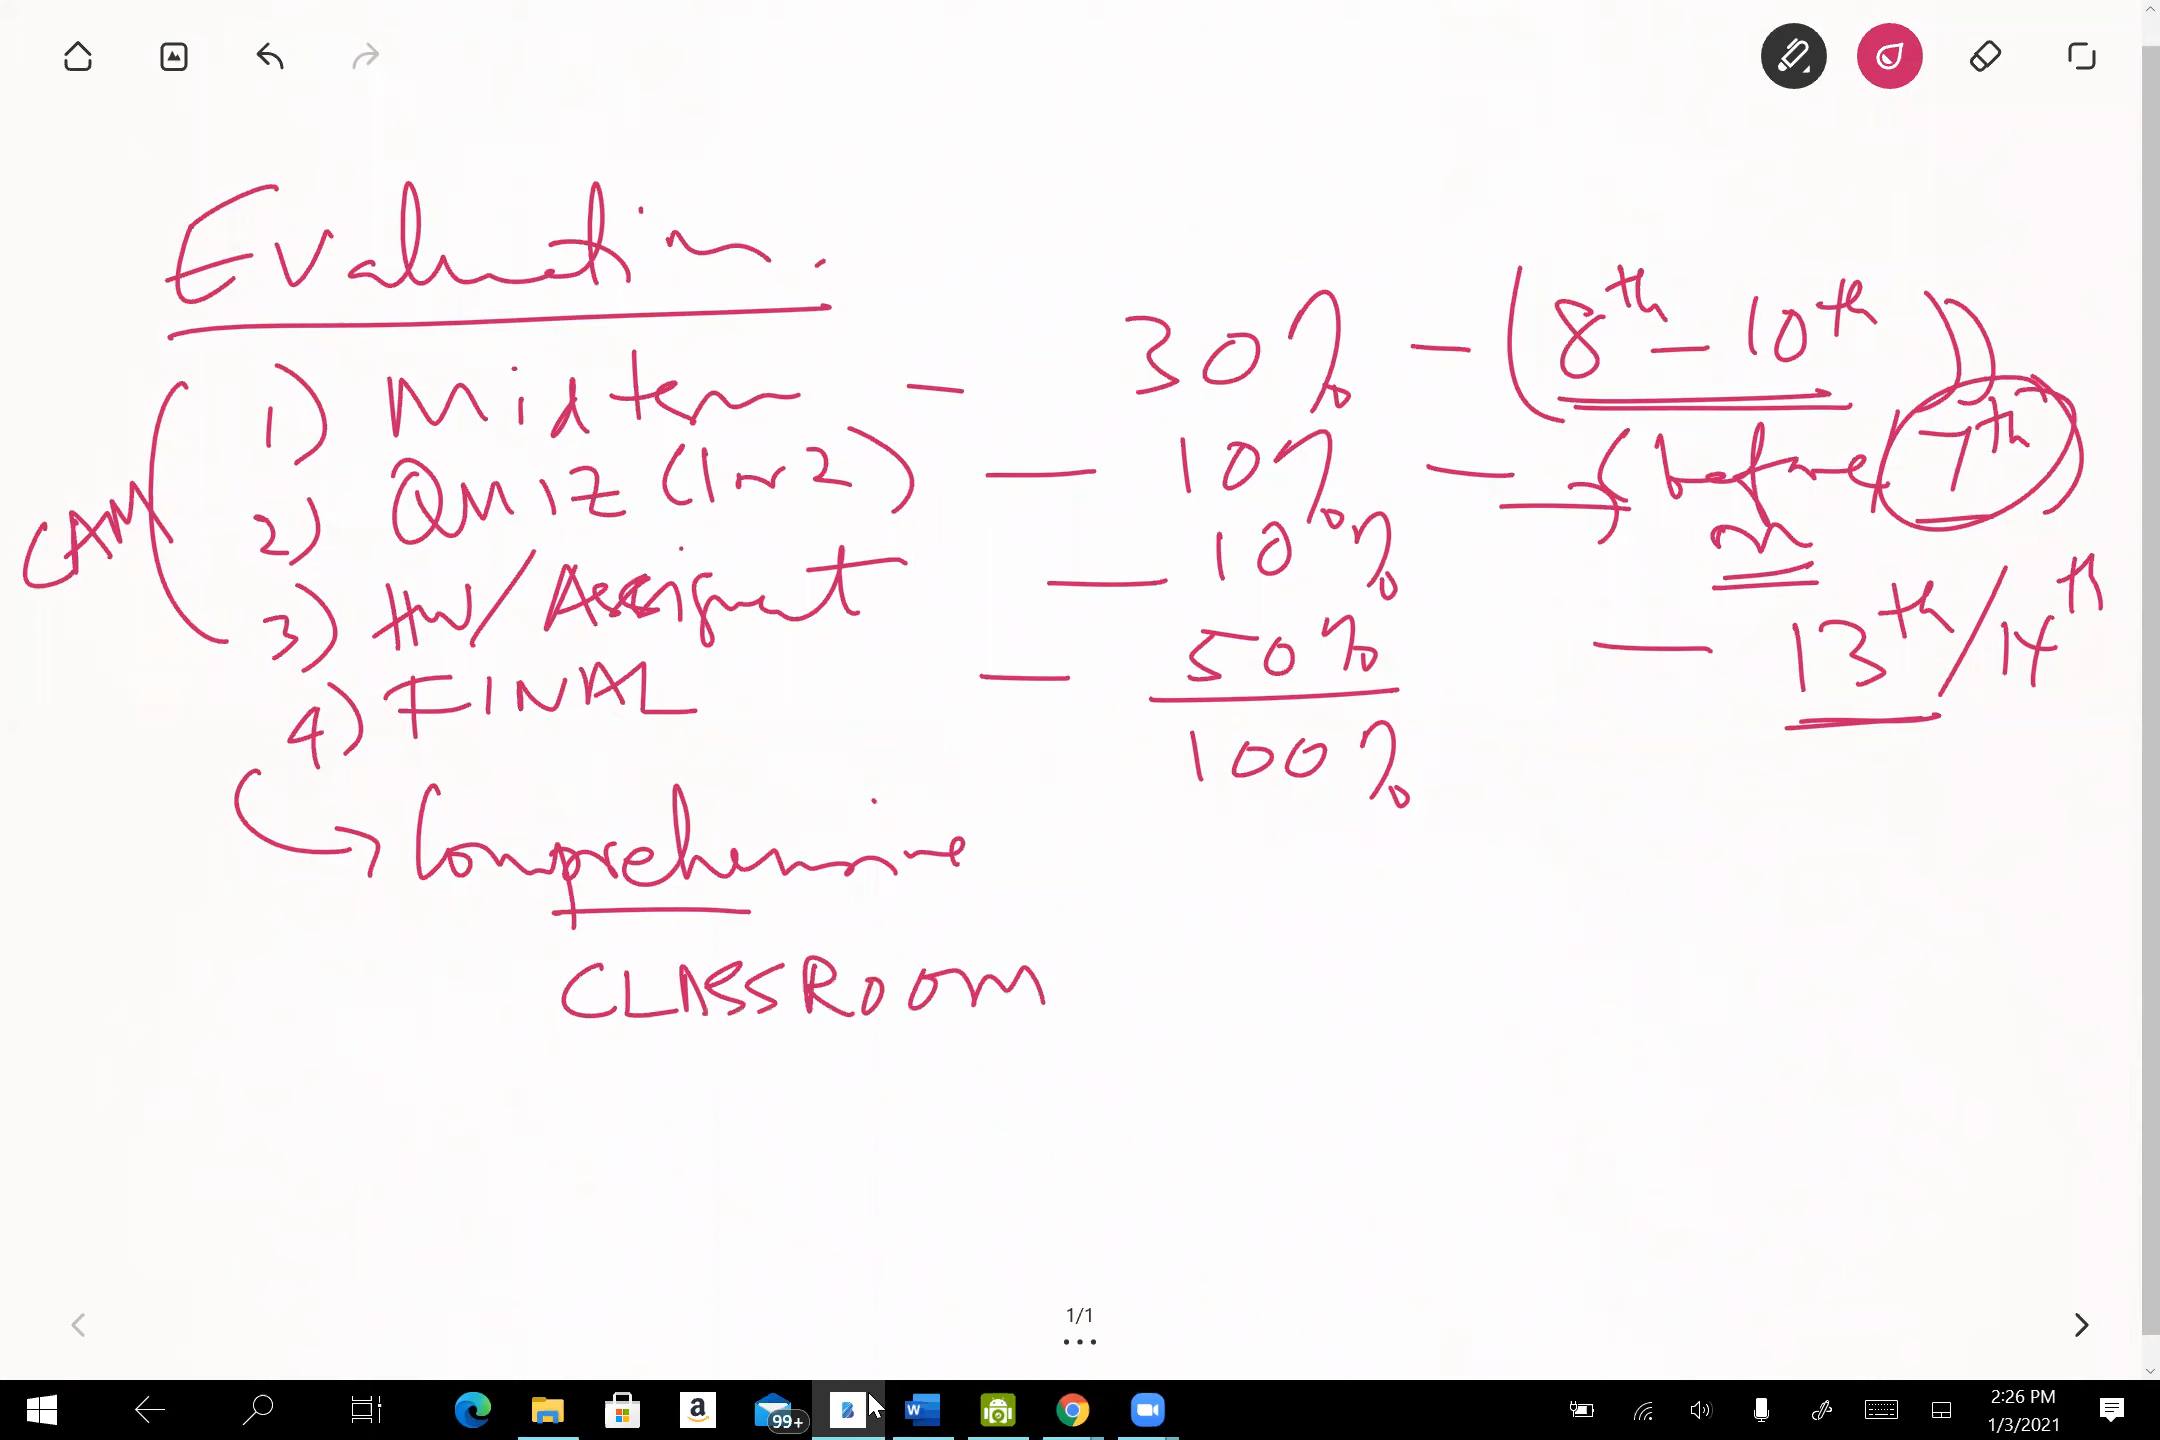 Evaluation.
1) Midterm — 30% — (8th — 10th)
CAM
2) Quiz (1 or 2) — 10% — (before 7th)
3) HW/Assignment — 10%
4) FINAL — 50% — 13th/14th
100%
Comprehensive
CLASSROOM
1/1
99+
2:26 PM
1/3/2021